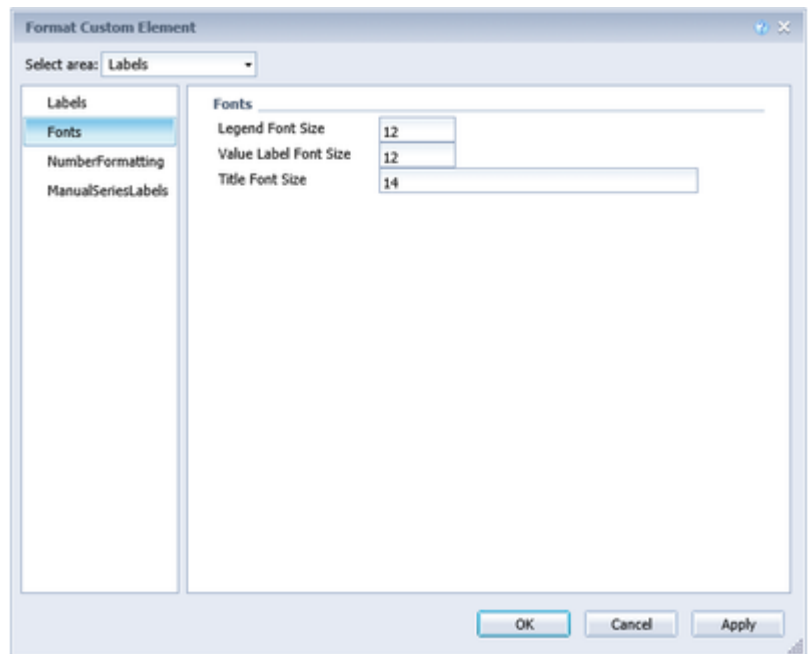 Format Custom Element
Select area: Labels
Labels
Fonts
NumberFormatting
ManualSeriesLabels
Fonts
Legend Font Size 12
Value Label Font Size 12
Title Font Size 14
OK Cancel Apply